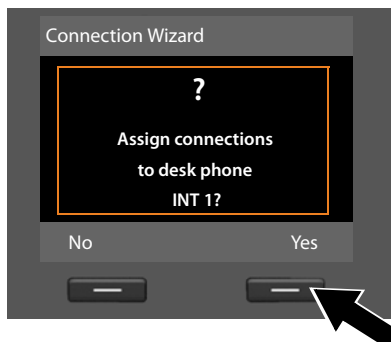 Connection Wizard
?
Assign connections
to desk phone
INT 1?
No Yes